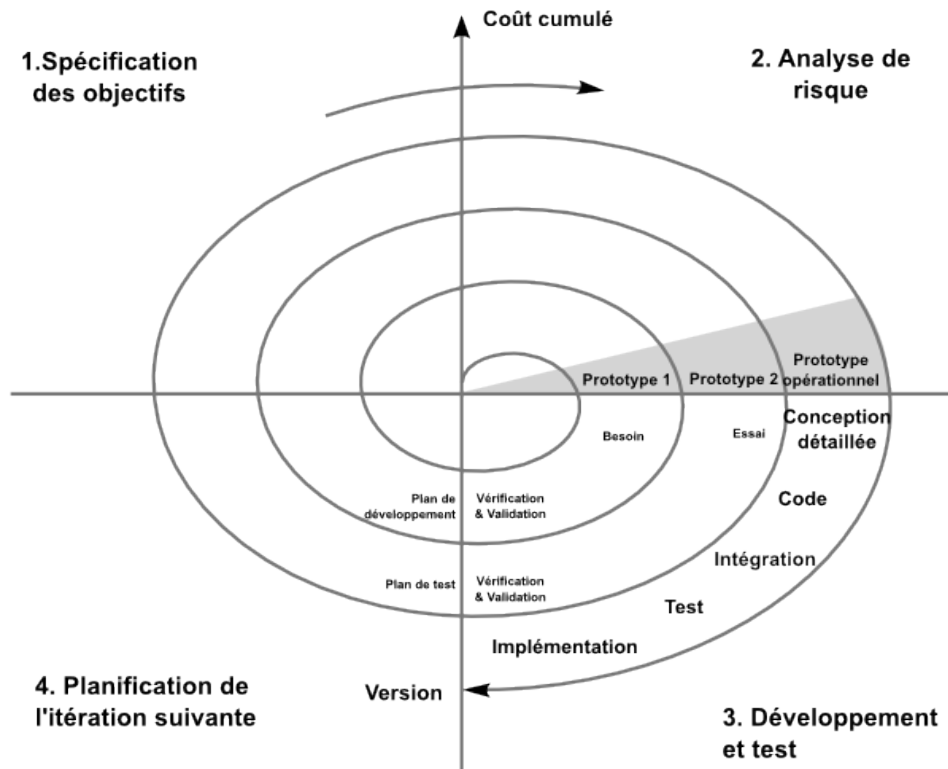 Coût cumulé
1.Spécification
des objectifs
2. Analyse de
risque
Prototype 1
Prototype 2
Prototype
opérationnel
Besoin
Essai
Conception
détaillée
Plan de
développement
Vérification
& Validation
Code
Intégration
Plan de test
Vérification
& Validation
Test
Implémentation
Version
4. Planification de
l'itération suivante
3. Développement
et test